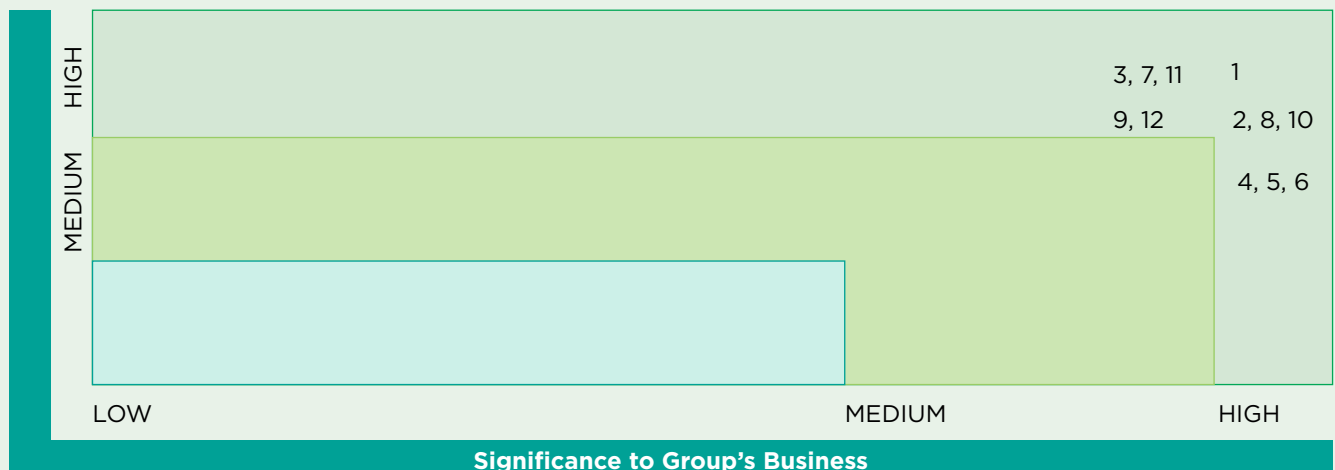 HIGH
3, 7, 11 1
9, 12 2, 8, 10
MEDIUM
4, 5, 6
LOW MEDIUM HIGH
Significance to Group's Business